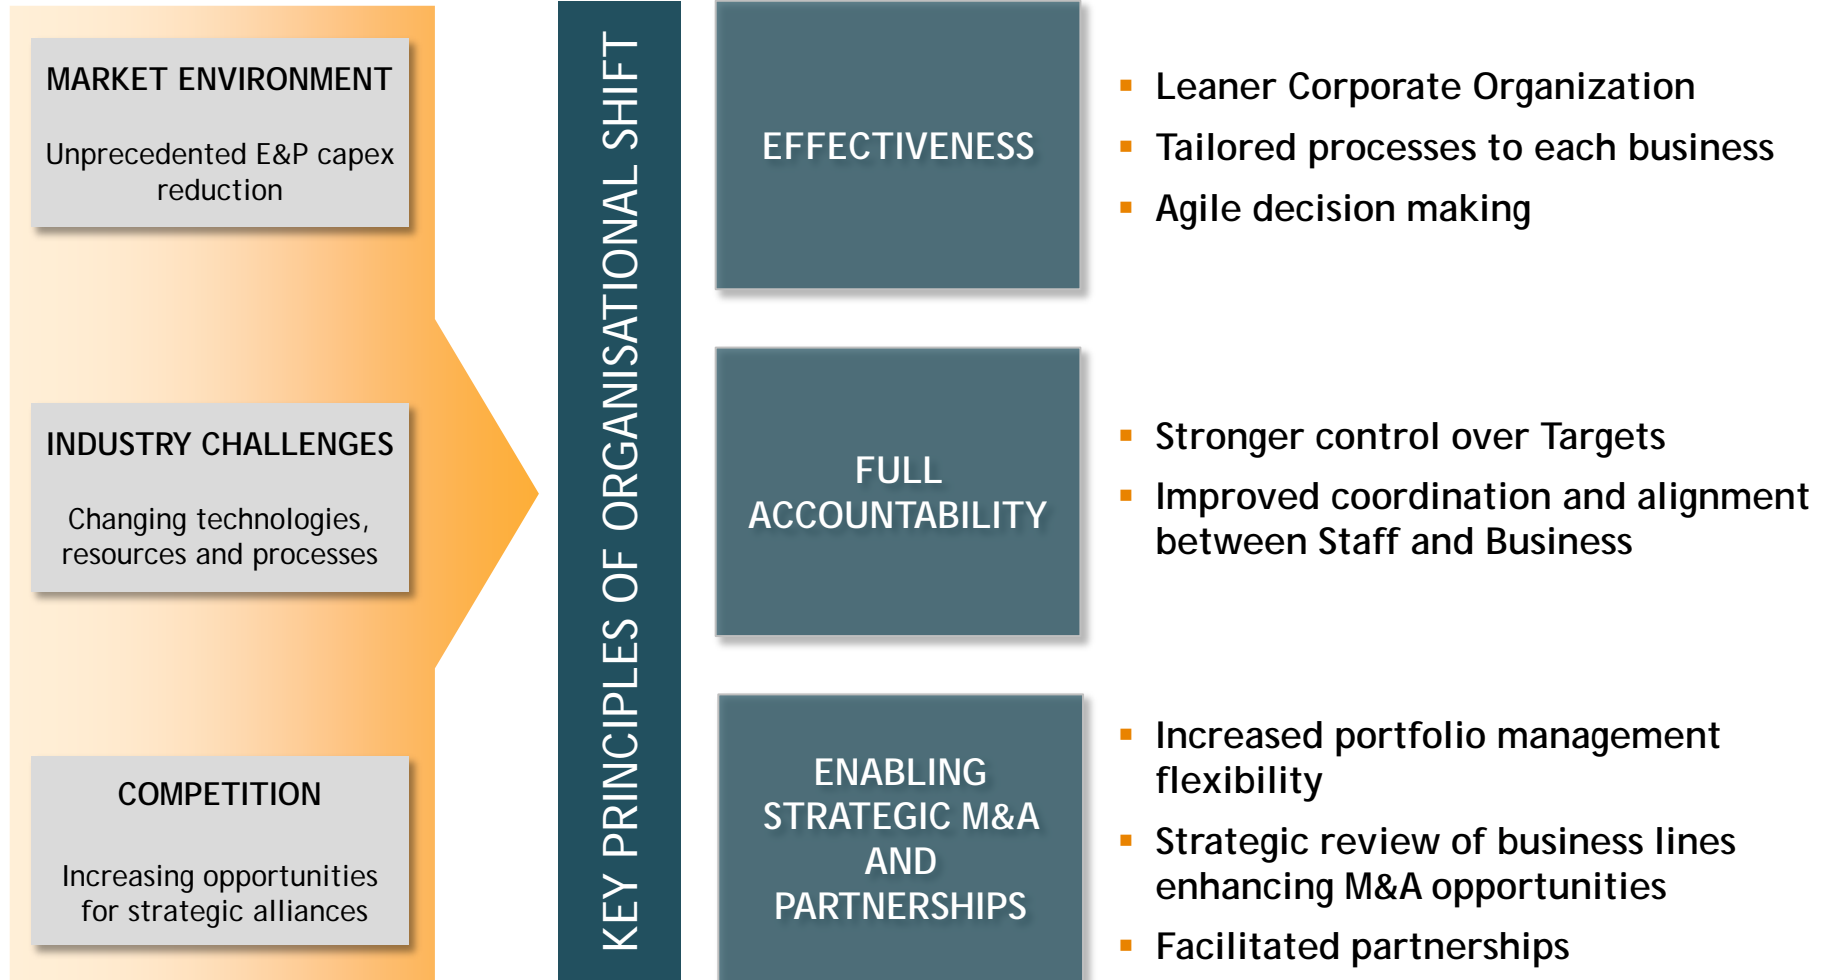 MARKET ENVIRONMENT
Unprecedented E&P capex
reduction
INDUSTRY CHALLENGES
Changing technologies,
resources and processes
COMPETITION
Increasing opportunities
for strategic alliances
KEY PRINCIPLES OF ORGANISATIONAL SHIFT
EFFECTIVENESS
▪ Leaner Corporate Organization
▪ Tailored processes to each business
▪ Agile decision making
FULL
ACCOUNTABILITY
▪ Stronger control over Targets
▪ Improved coordination and alignment
between Staff and Business
ENABLING
STRATEGIC M&A
AND
PARTNERSHIPS
▪ Increased portfolio management
flexibility
▪ Strategic review of business lines
enhancing M&A opportunities
▪ Facilitated partnerships